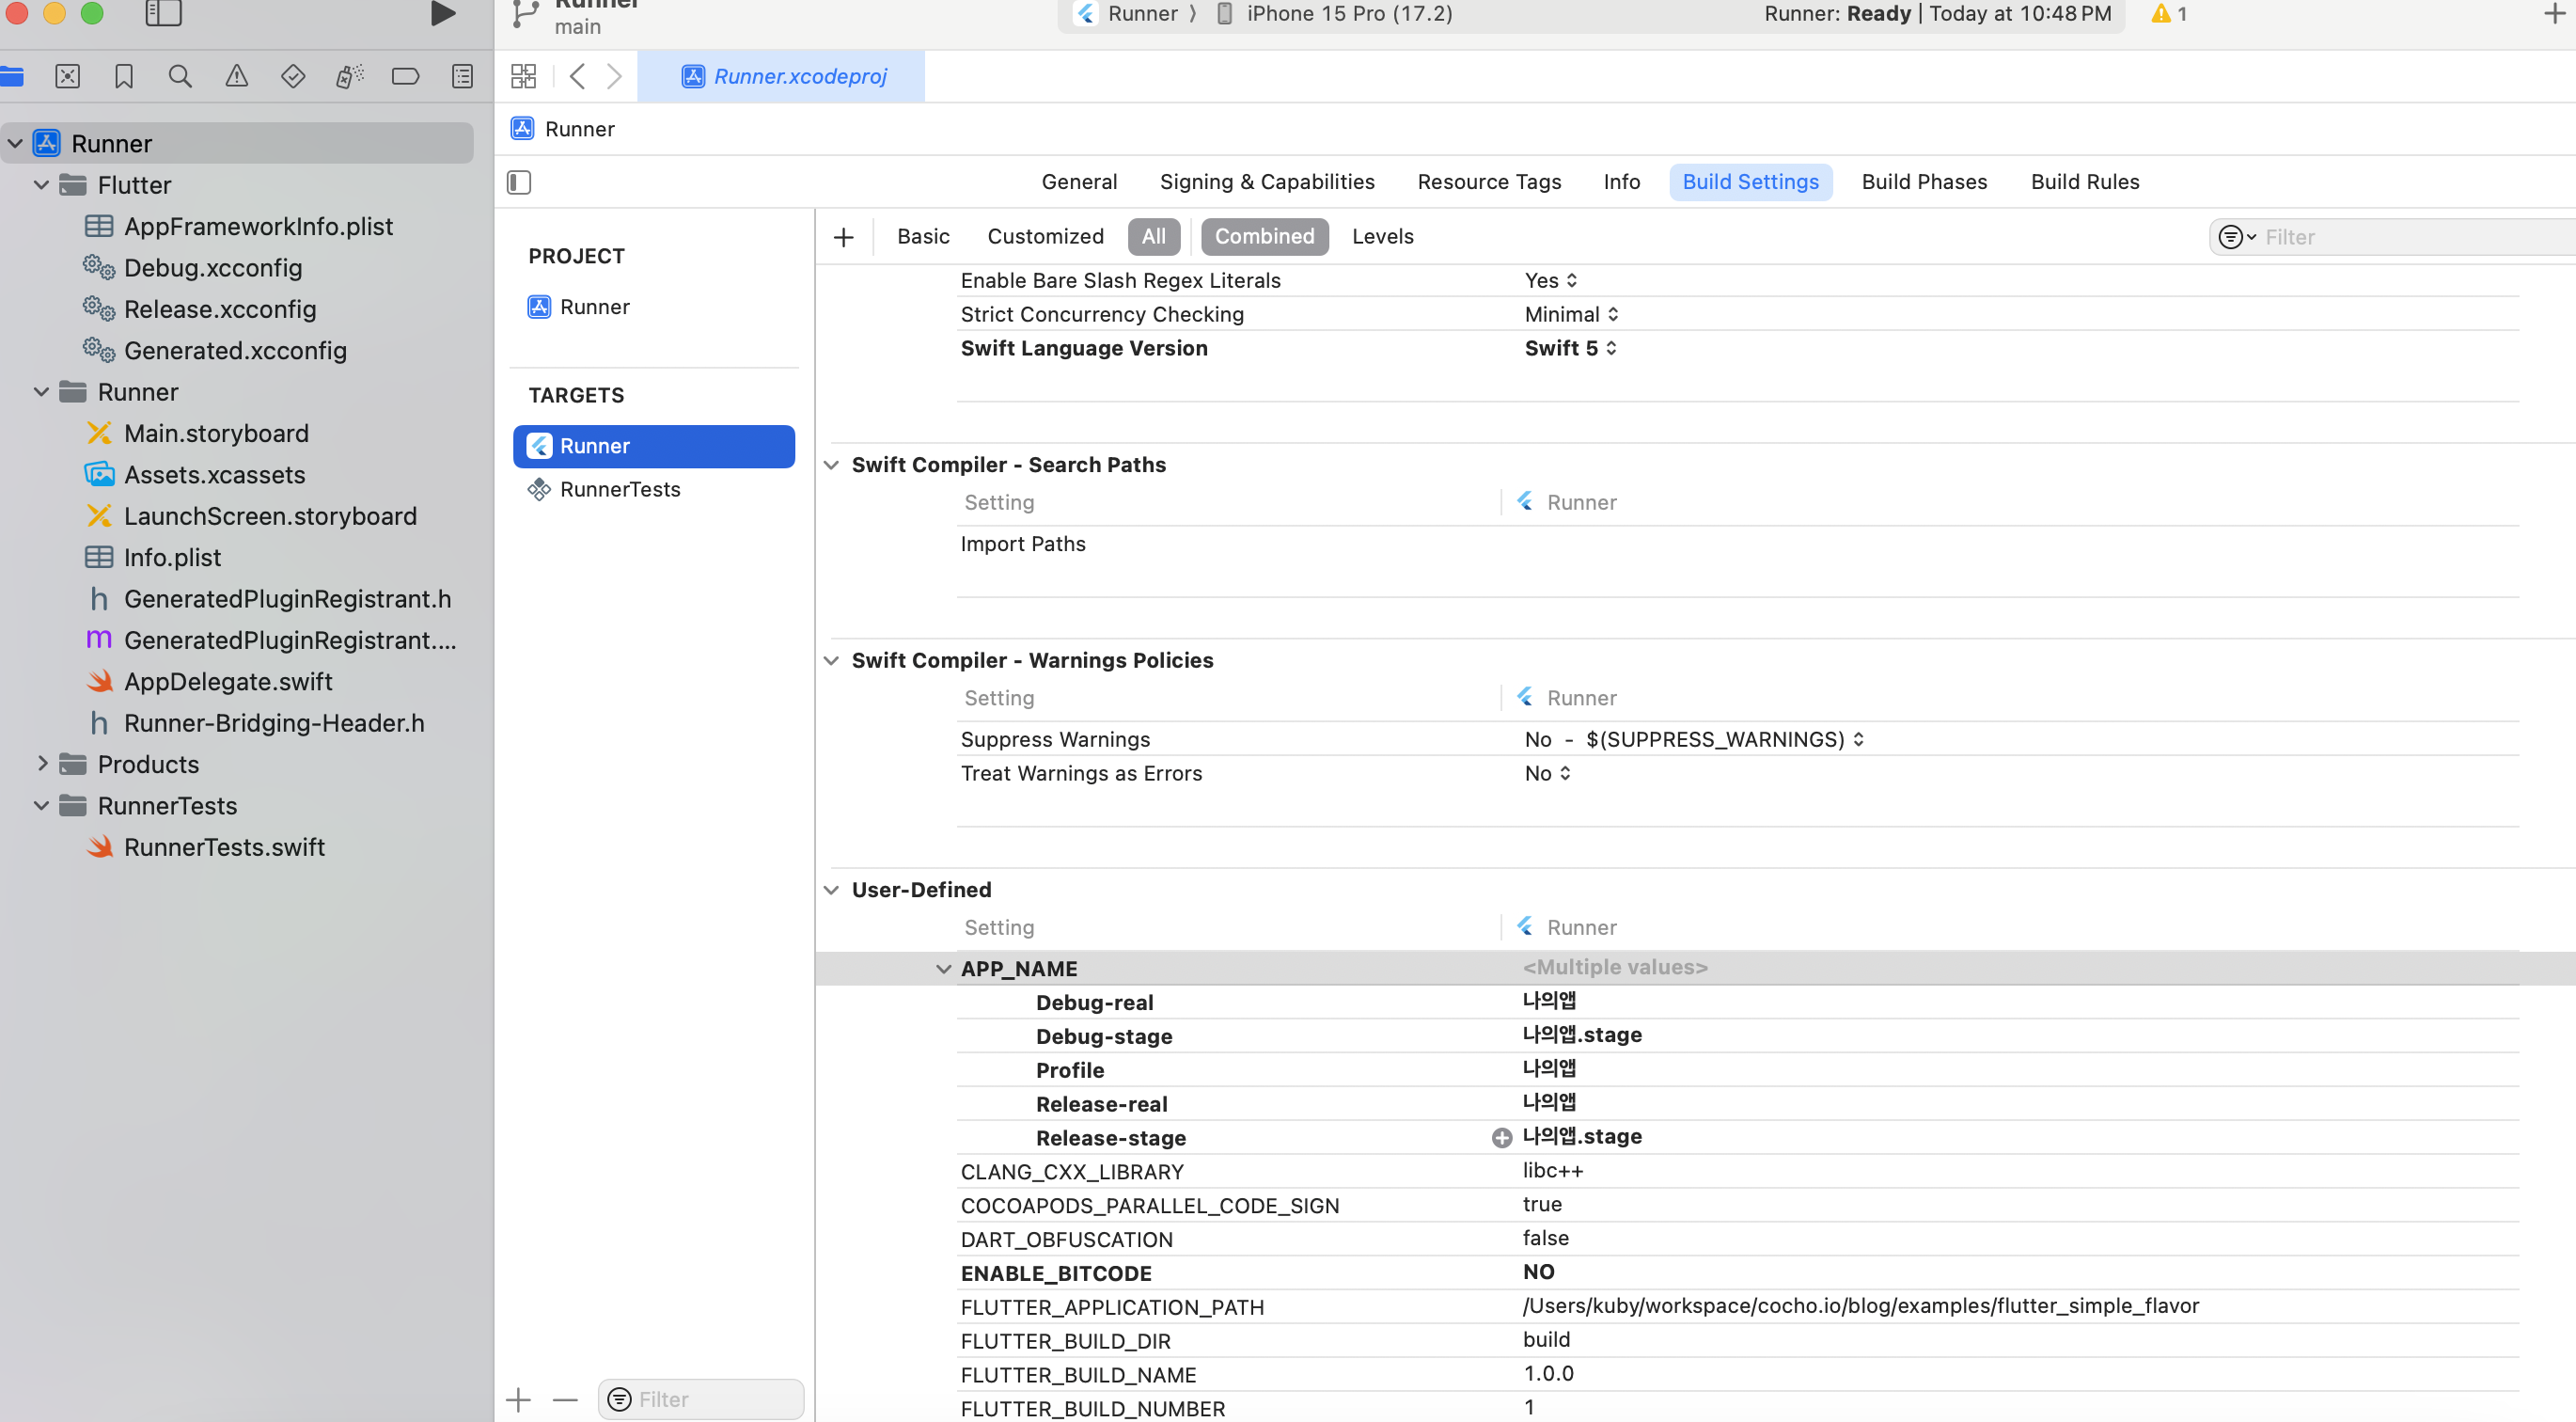 Runner
main
Runner 〉 iPhone 15 Pro (17.2)
Runner: Ready | Today at 10:48 PM
1
Runner.xcodeproj
Runner
General
Signing & Capabilities
Resource Tags
Info
Build Settings
Build Phases
Build Rules
Basic
Customized
All
Combined
Levels
Filter
Runner
Flutter
AppFrameworkInfo.plist
Debug.xcconfig
Release.xcconfig
Generated.xcconfig
Runner
Main.storyboard
Assets.xcassets
LaunchScreen.storyboard
Info.plist
GeneratedPluginRegistrant.h
GeneratedPluginRegistrant....
AppDelegate.swift
Runner-Bridging-Header.h
Products
RunnerTests
RunnerTests.swift
PROJECT
Runner
TARGETS
Runner
RunnerTests
Filter
Enable Bare Slash Regex Literals Yes
Strict Concurrency Checking Minimal
Swift Language Version Swift 5
Swift Compiler - Search Paths
Setting Runner
Import Paths
Swift Compiler - Warnings Policies
Setting Runner
Suppress Warnings No - $(SUPPRESS_WARNINGS)
Treat Warnings as Errors No
User-Defined
Setting Runner
APP_NAME <Multiple values>
Debug-real 나의앱
Debug-stage 나의앱.stage
Profile 나의앱
Release-real 나의앱
Release-stage 나의앱.stage
CLANG_CXX_LIBRARY libc++
COCOAPODS_PARALLEL_CODE_SIGN true
DART_OBFUSCATION false
ENABLE_BITCODE NO
FLUTTER_APPLICATION_PATH /Users/kuby/workspace/cocho.io/blog/examples/flutter_simple_flavor
FLUTTER_BUILD_DIR build
FLUTTER_BUILD_NAME 1.0.0
FLUTTER_BUILD_NUMBER 1